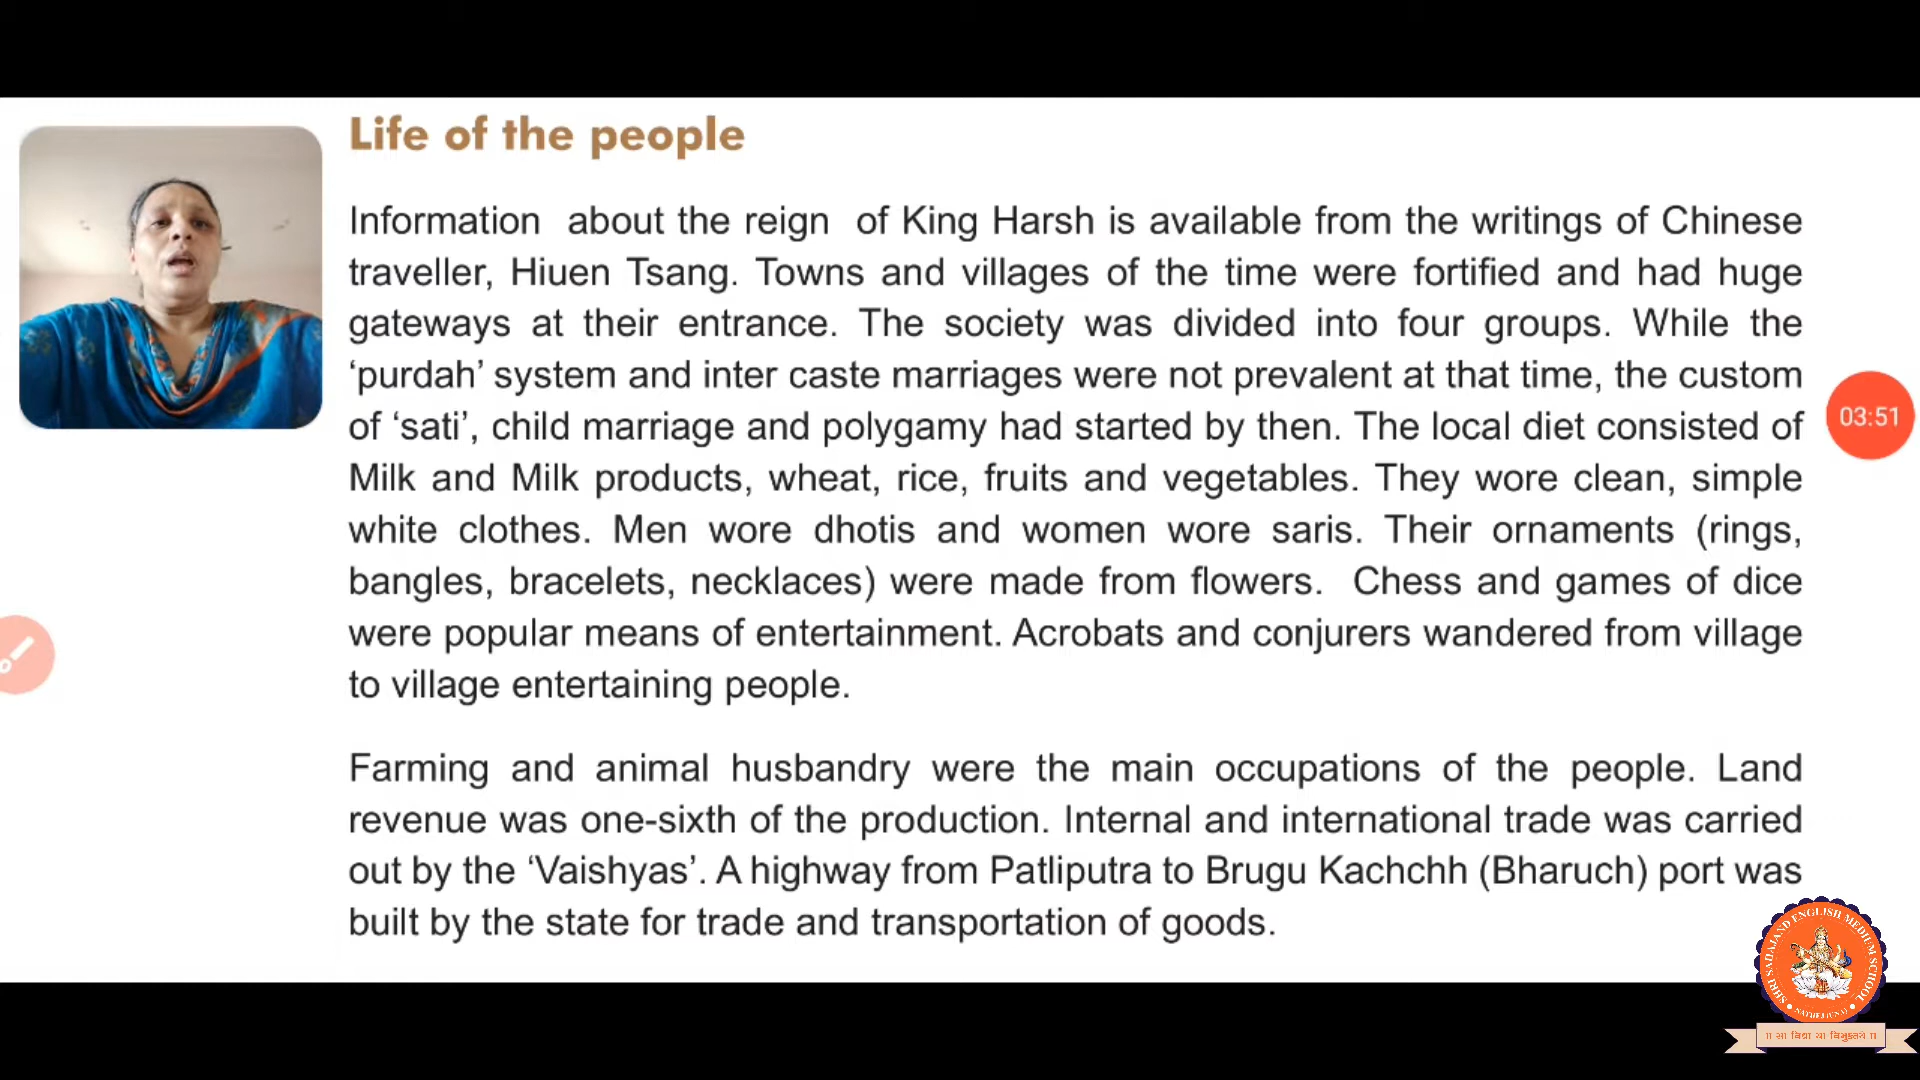 Life of the people
Information about the reign of King Harsh is available from the writings of Chinese
traveller, Hiuen Tsang. Towns and villages of the time were fortified and had huge
gateways at their entrance. The society was divided into four groups. While the
‘purdah’ system and inter caste marriages were not prevalent at that time, the custom
of ‘sati’, child marriage and polygamy had started by then. The local diet consisted of
Milk and Milk products, wheat, rice, fruits and vegetables. They wore clean, simple
white clothes. Men wore dhotis and women wore saris. Their ornaments (rings,
bangles, bracelets, necklaces) were made from flowers. Chess and games of dice
were popular means of entertainment. Acrobats and conjurers wandered from village
to village entertaining people.
Farming and animal husbandry were the main occupations of the people. Land
revenue was one-sixth of the production. Internal and international trade was carried
out by the ‘Vaishyas’. A highway from Patliputra to Brugu Kachchh (Bharuch) port was
built by the state for trade and transportation of goods.
03:51
SHRI SADAJANAND ENGLISH MEDIUM SCHOOL
॥ सा विद्या या विमुक्तये ॥